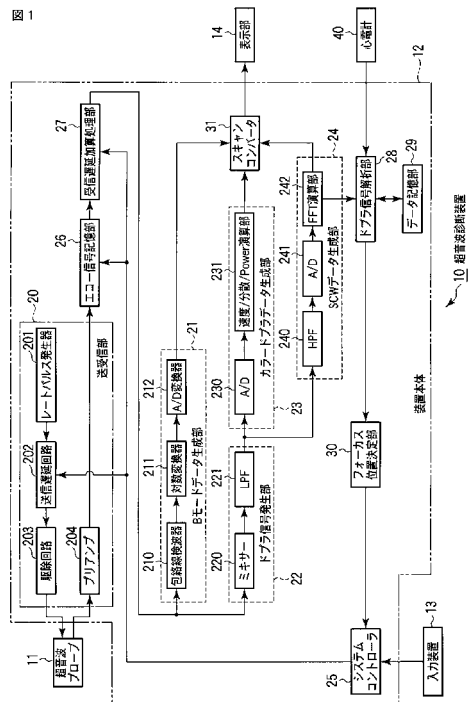 図1
14
表示部
40
心電計
12
27
受信遅延加算処理部
31
スキャン
コンバータ
24
28
ドプラ信号解析部
29
データ記憶部
10 超音波診断装置
26
エコー信号記憶部
242
FFT演算部
241
A/D
240
HPF
SCWデータ生成部
20
201
レートパルス発生器
送受信部
202
送信遅延回路
203
駆除回路
204
プリアンプ
21
212
A/D変換器
211
対数変換器
210
包絡線検波器
Bモードデータ生成部
231
速度/分散/Power演算部
230
A/D
カラードプラデータ生成部
23
221
LPF
220
ミキサー
ドプラ信号発生部
22
装置本体
30
フォーカス
位置決定部
11
超音波
プローブ
25
システム
コントローラ
13
入力装置